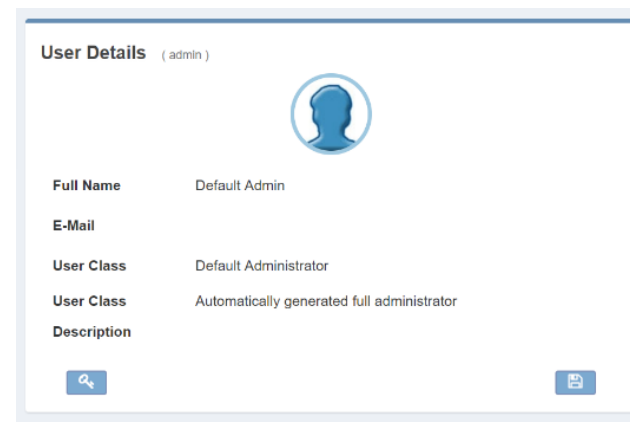 User Details ( admin )
Full Name Default Admin
E-Mail
User Class Default Administrator
User Class Automatically generated full administrator
Description